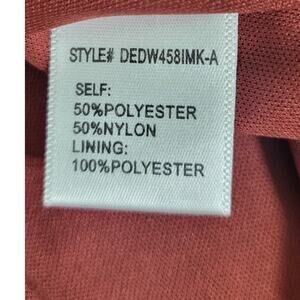 STYLE# DEDW458IMK-A
SELF:
50%POLYESTER
50%NYLON
LINING:
100%POLYESTER